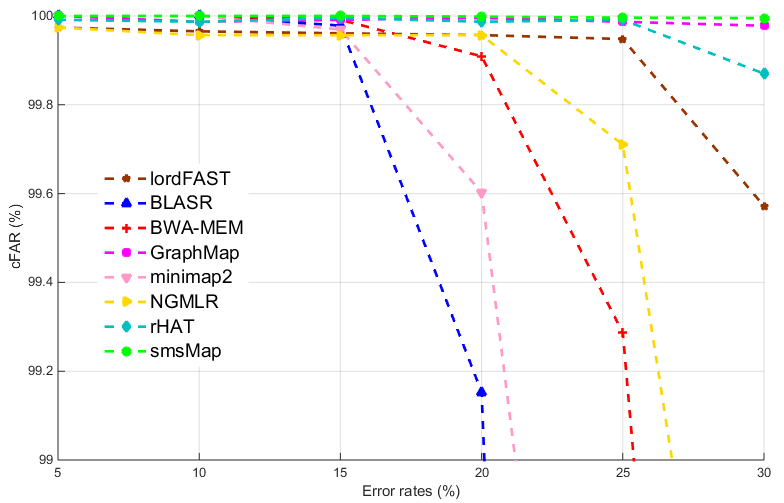 100
99.8
99.6
99.4
99.2
99
cFAR (%)
lordFAST
BLASR
BWA-MEM
GraphMap
minimap2
NGMLR
rHAT
smsMap
5 10 15 20 25 30
Error rates (%)